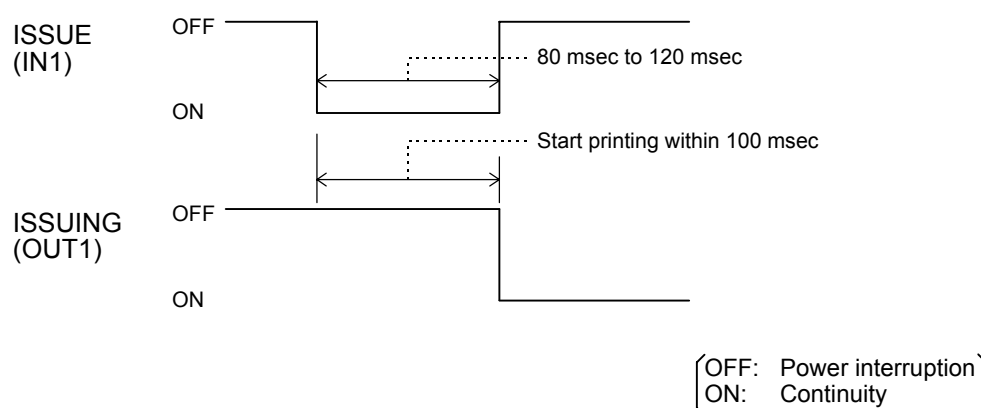 ISSUE
(IN1)
OFF
80 msec to 120 msec
ON
Start printing within 100 msec
ISSUING
(OUT1)
OFF
ON
OFF: Power interruption
ON: Continuity